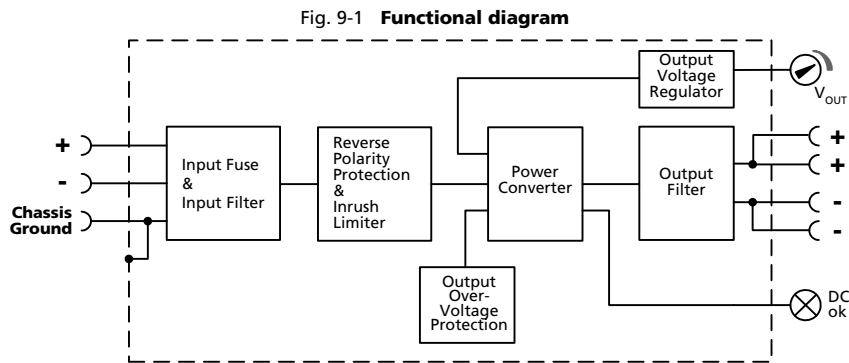 Fig. 9-1 Functional diagram
Output
Voltage
Regulator
V_OUT
+
-
Chassis
Ground
Input Fuse
&
Input Filter
Reverse
Polarity
Protection
&
Inrush
Limiter
Power
Converter
Output
Filter
+
+
-
-
Output
Over-
Voltage
Protection
DC
ok